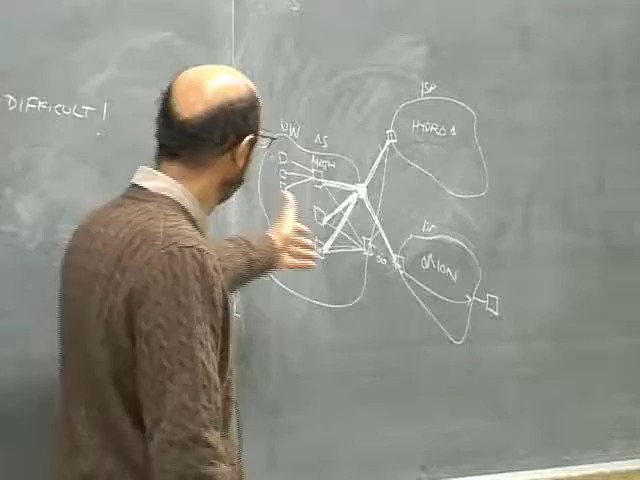 DIFFICULT!
UW
AS
ISP
HYDRO 1
ISP
ORION